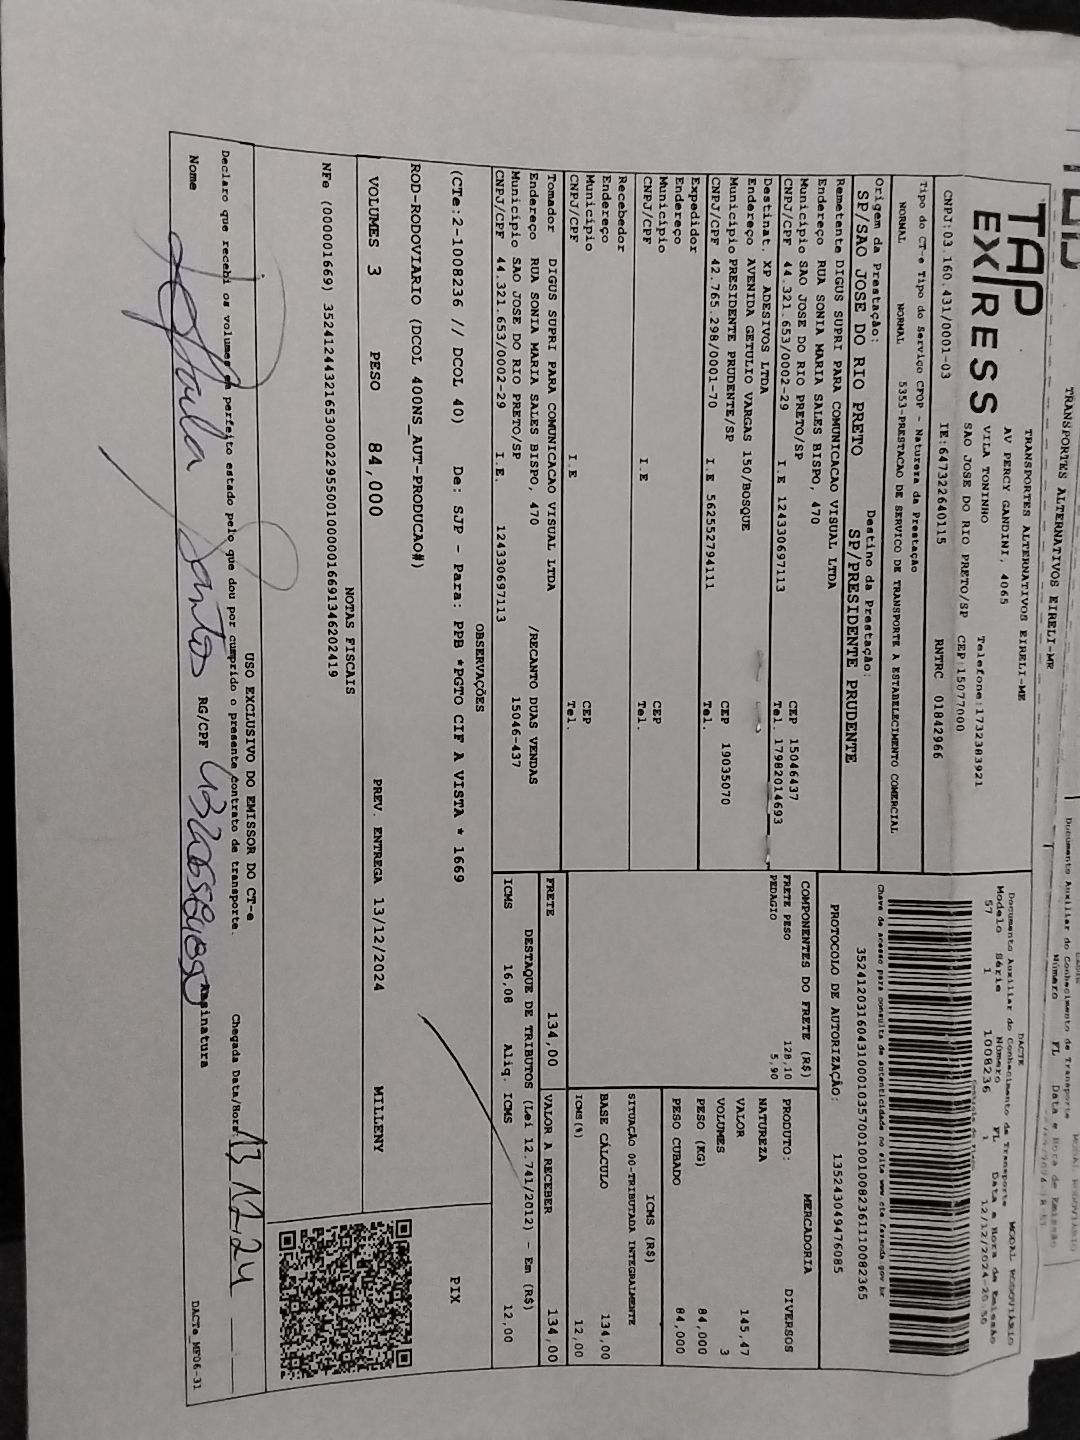 TRANSPORTES ALTERNATIVOS EIRELI-ME
Documento Auxiliar do Conhecimento de Transporte
TAP EXPRESS
TRANSPORTES ALTERNATIVOS EIRELI-ME
AV PERCY GANDINI, 4065
VILA TONINHO
SAO JOSE DO RIO PRETO/SP
Telefone:1732383921
CEP:15077000
CNPJ:03.160.431/0001-03 IE:647322640115 RNTRC 01842966
DACTE MODAL RODOVIÁRIO
Documento Auxiliar do Conhecimento de Transporte
Modelo Série Número FL Data e Hora de Emissão
57 1 1008236 1 12/12/2024-20:50
Controle do Fisco
Chave de acesso para consulta de autenticidade no site www.cte.fazenda.gov.br
35241203160431000103570010010082361110082365
PROTOCOLO DE AUTORIZAÇÃO: 135243049476085
Tipo do CT-e Tipo do Serviço CFOP - Natureza da Prestação
NORMAL NORMAL 5353-PRESTACAO DE SERVICO DE TRANSPORTE A ESTABELECIMENTO COMERCIAL
Origem da Prestação: Destino da Prestação:
SP/SAO JOSE DO RIO PRETO SP/PRESIDENTE PRUDENTE
Remetente DIGUS SUPRI PARA COMUNICACAO VISUAL LTDA
Endereço RUA SONIA MARIA SALES BISPO, 470
Município SAO JOSE DO RIO PRETO/SP CEP 15046437
CNPJ/CPF 44.321.653/0002-29 I.E 124330697113 Tel. 17982014693
Destinat. XP ADESIVOS LTDA
Endereço AVENIDA GETULIO VARGAS 150/BOSQUE
Município PRESIDENTE PRUDENTE/SP CEP 19035070
CNPJ/CPF 42.765.298/0001-70 I.E 562552794111 Tel.
Expedidor
Endereço
Município CEP
CNPJ/CPF I.E Tel.
Recebedor
Endereço
Município CEP
CNPJ/CPF I.E Tel.
Tomador DIGUS SUPRI PARA COMUNICACAO VISUAL LTDA
Endereço RUA SONIA MARIA SALES BISPO, 470 /RECANTO DUAS VENDAS
Município SAO JOSE DO RIO PRETO/SP 15046-437
CNPJ/CPF 44.321.653/0002-29 I.E. 124330697113
COMPONENTES DO FRETE (R$)
FRETE PESO 128,10
PEDAGIO 5,90
MERCADORIA
PRODUTO: DIVERSOS
NATUREZA
VALOR 145,47
VOLUMES 3
PESO (KG) 84,000
PESO CUBADO 84,000
ICMS (R$)
SITUAÇÃO 00-TRIBUTADA INTEGRALMENTE
BASE CÁLCULO 134,00
ICMS(%) 12,00
FRETE 134,00 VALOR A RECEBER 134,00
DESTAQUE DE TRIBUTOS (Lei 12.741/2012) - Em (R$)
ICMS 16,08 Aliq. ICMS 12,00
OBSERVAÇÕES
(CTe:2-1008236 // DCOL 40) De: SJP - Para: PPB *PGTO CIF A VISTA * 1669
PIX
ROD-RODOVIARIO (DCOL 400NS_AUT-PRODUCAO#)
VOLUMES 3 PESO 84,000 PREV. ENTREGA 13/12/2024 MILLENY
NOTAS FISCAIS
NFe (000001669) 35241244321653000229550010000016691346202419
USO EXCLUSIVO DO EMISSOR DO CT-e
Declaro que recebi os volumes em perfeito estado pelo que dou por cumprido o presente contrato de transporte.
Chegada Data/Hora 13 12 24
Nome Santos RG/CPF Assinatura
DACTe_MF06-31